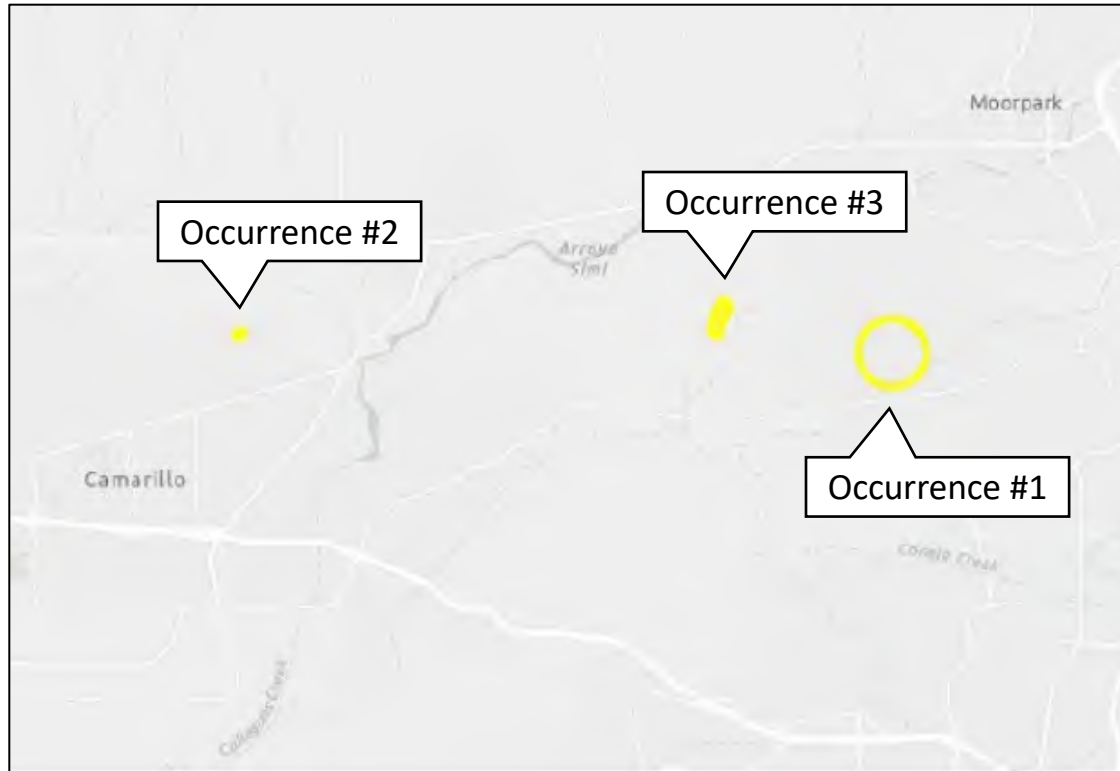 Moorpark
Occurrence #3
Occurrence #2
Arroyo
Simi
Camarillo
Occurrence #1
Conejo Creek
Calleguas Creek